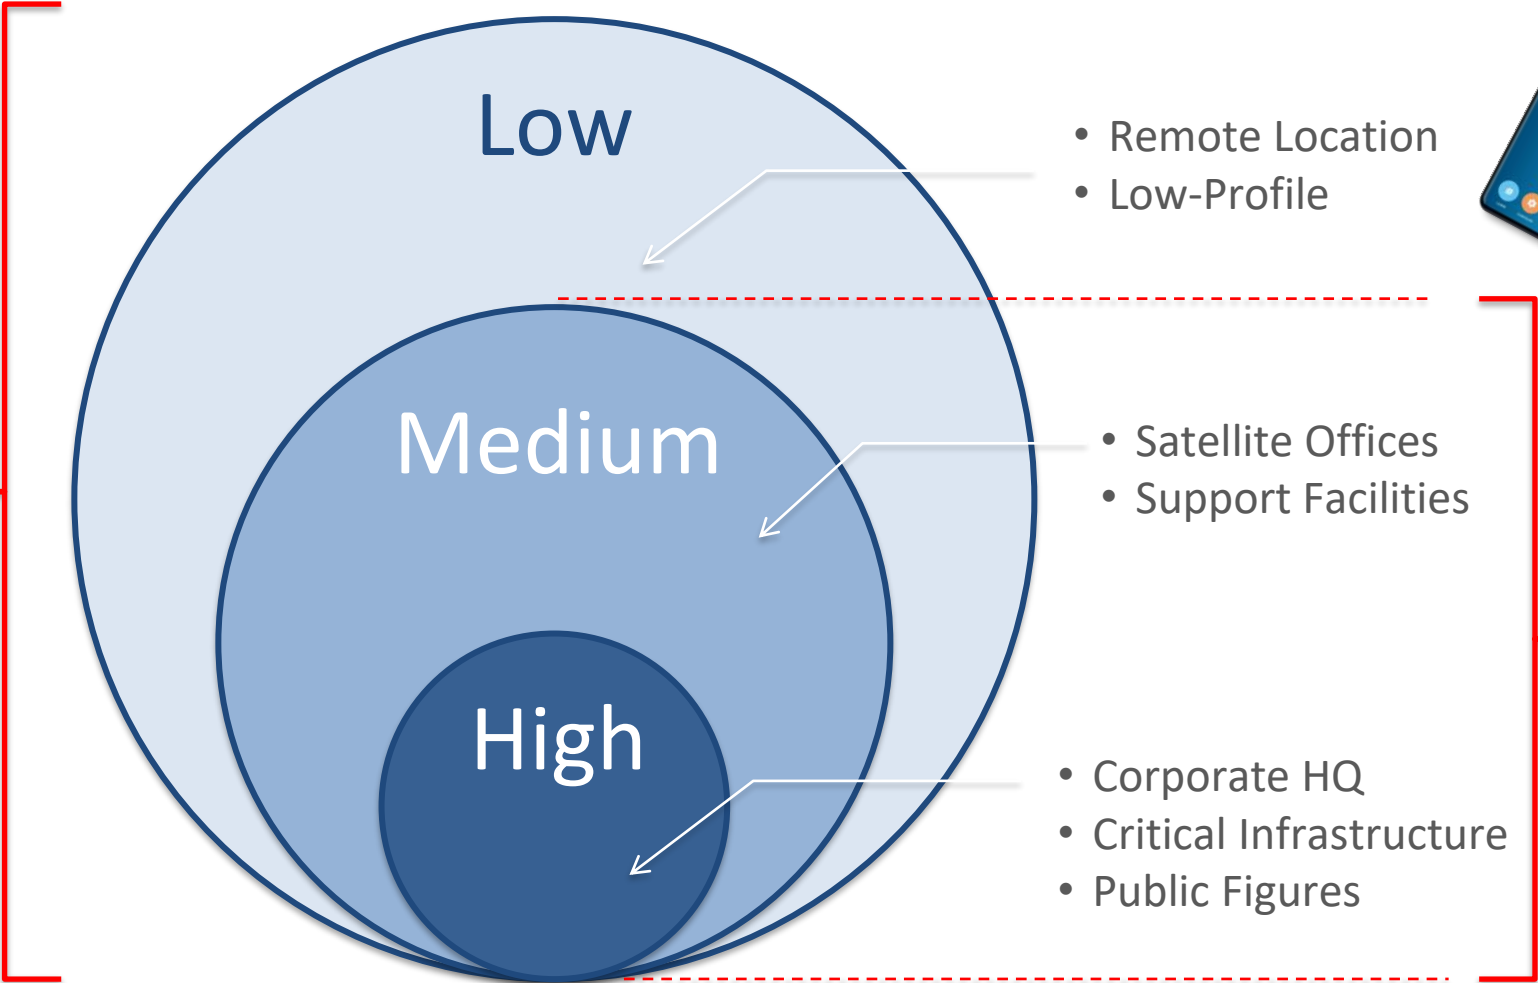 Low
• Remote Location
• Low-Profile
Medium
• Satellite Offices
• Support Facilities
High
• Corporate HQ
• Critical Infrastructure
• Public Figures